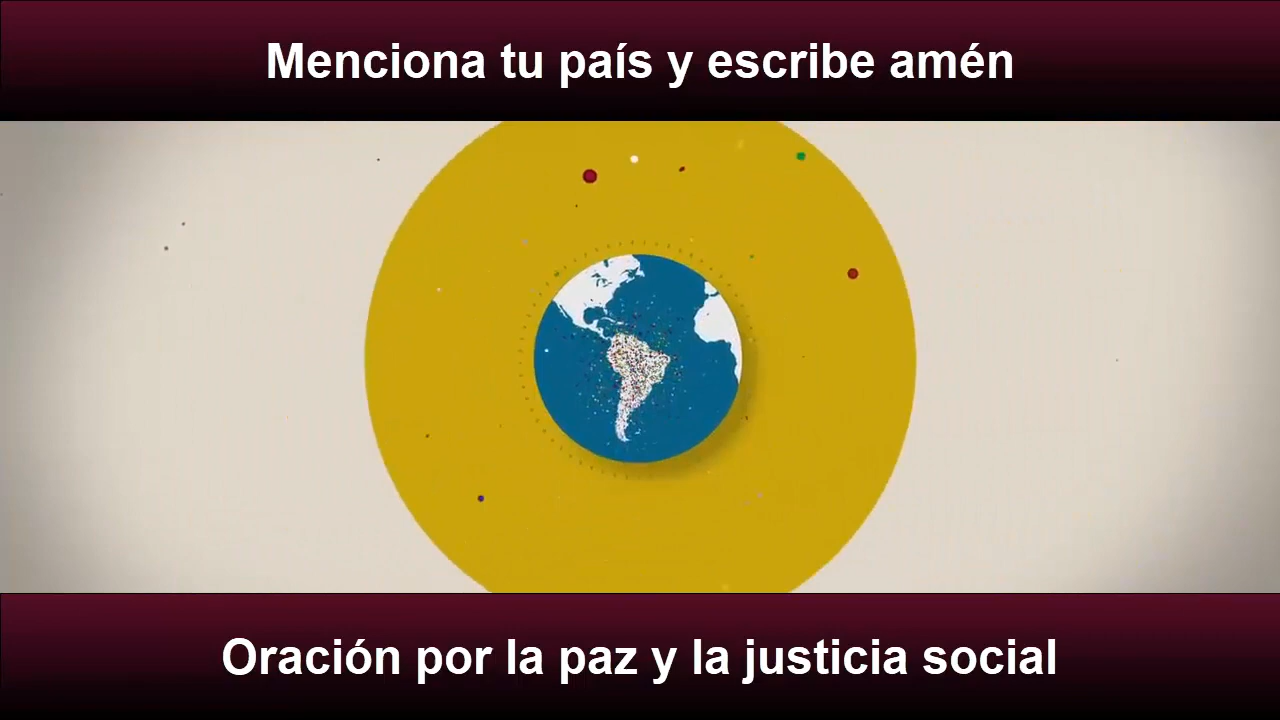 Menciona tu país y escribe amén
Oración por la paz y la justicia social